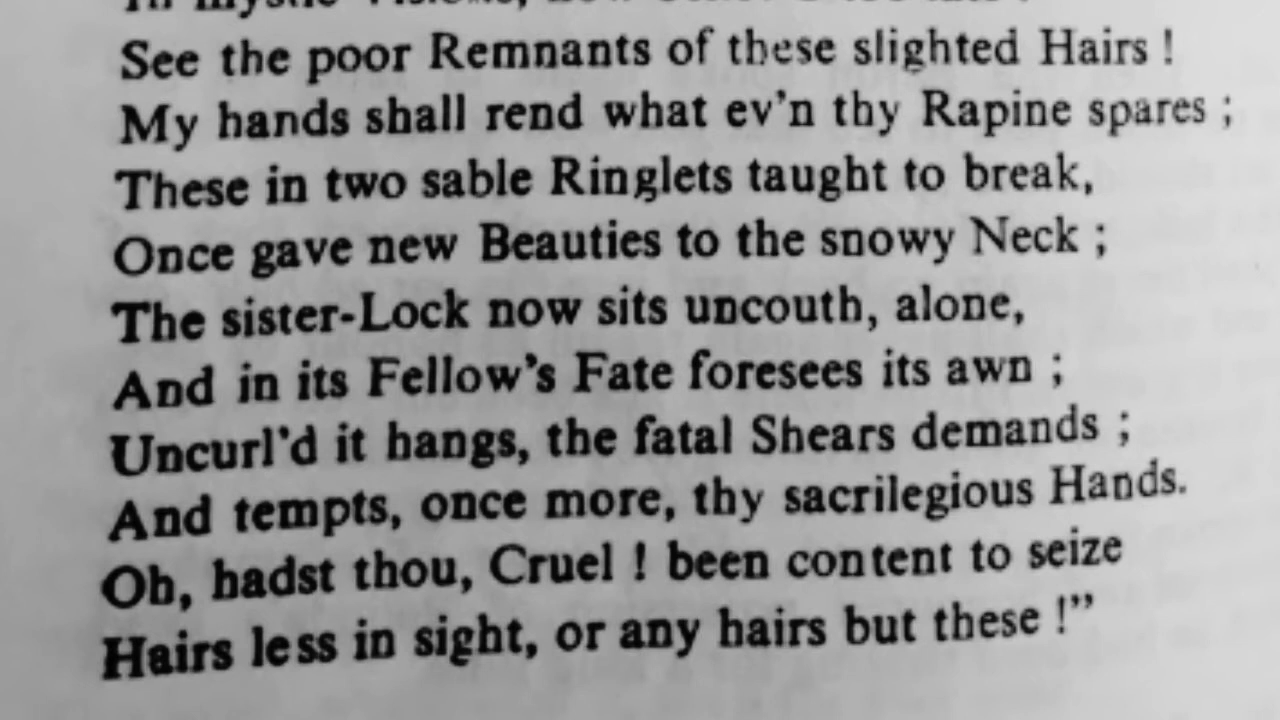 See the poor Remnants of these slighted Hairs !
My hands shall rend what ev'n thy Rapine spares ;
These in two sable Ringlets taught to break,
Once gave new Beauties to the snowy Neck ;
The sister-Lock now sits uncouth, alone,
And in its Fellow's Fate foresees its awn ;
Uncurl'd it hangs, the fatal Shears demands ;
And tempts, once more, thy sacrilegious Hands.
Oh, hadst thou, Cruel ! been content to seize
Hairs less in sight, or any hairs but these !”